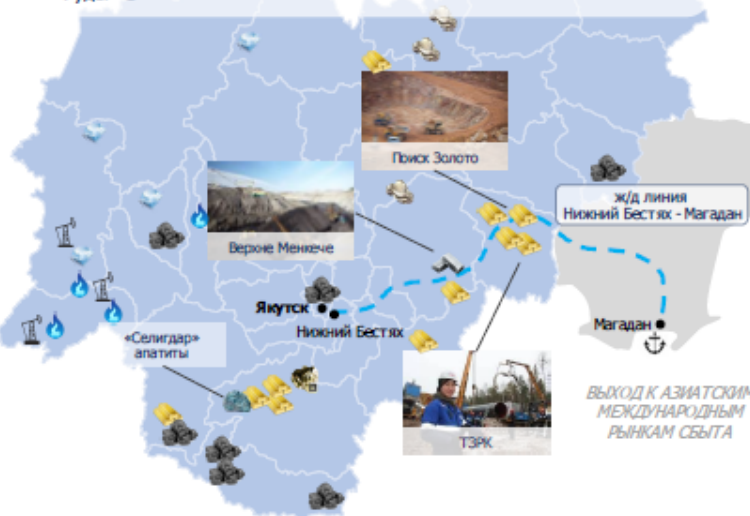 Поиск Золото
ж/д линия
Нижний Бестях - Магадан
Верхне Менкече
Якутск
Нижний Бестях
Магадан
«Селигдар»
апатиты
ТЗРК
ВЫХОД К АЗИАТСКИМ
МЕЖДУНАРОДНЫМ
РЫНКАМ СБЫТА